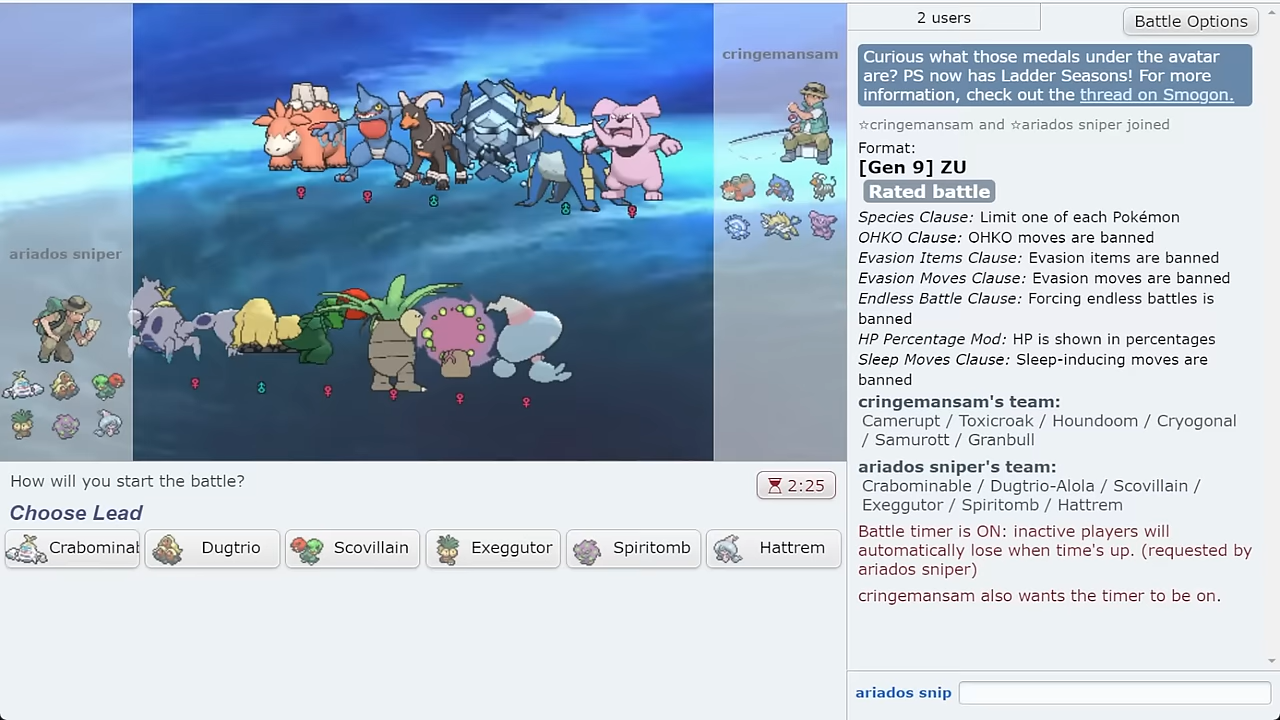 cringemansam
ariados sniper
How will you start the battle?
2:25
Choose Lead
Crabominal
Dugtrio
Scovillain
Exeggutor
Spiritomb
Hattrem
2 users
Battle Options
Curious what those medals under the avatar
are? PS now has Ladder Seasons! For more
information, check out the thread on Smogon.
☆cringemansam and ☆ariados sniper joined
Format:
[Gen 9] ZU
Rated battle
Species Clause: Limit one of each Pokémon
OHKO Clause: OHKO moves are banned
Evasion Items Clause: Evasion items are banned
Evasion Moves Clause: Evasion moves are banned
Endless Battle Clause: Forcing endless battles is
banned
HP Percentage Mod: HP is shown in percentages
Sleep Moves Clause: Sleep-inducing moves are
banned
cringemansam's team:
Camerupt / Toxicroak / Houndoom / Cryogonal
/ Samurott / Granbull
ariados sniper's team:
Crabominable / Dugtrio-Alola / Scovillain /
Exeggutor / Spiritomb / Hattrem
Battle timer is ON: inactive players will
automatically lose when time's up. (requested by
ariados sniper)
cringemansam also wants the timer to be on.
ariados snip